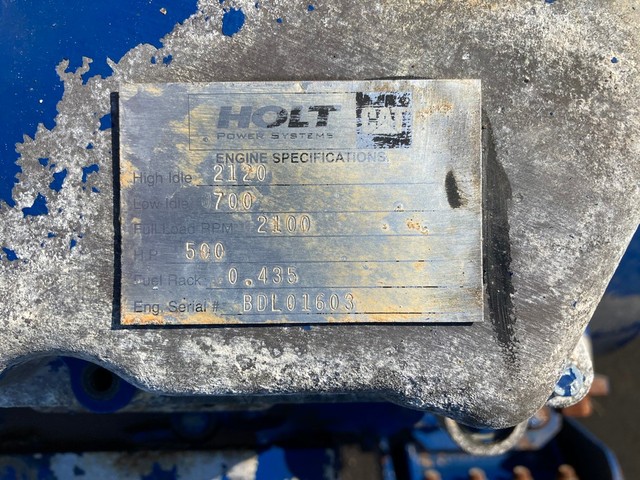 HOLT CAT
POWER SYSTEMS
ENGINE SPECIFICATIONS
High Idle 2120
Low Idle 700
Full Load RPM 2100
H.P. 500
Fuel Rack 0.435
Eng. Serial # BDL01603